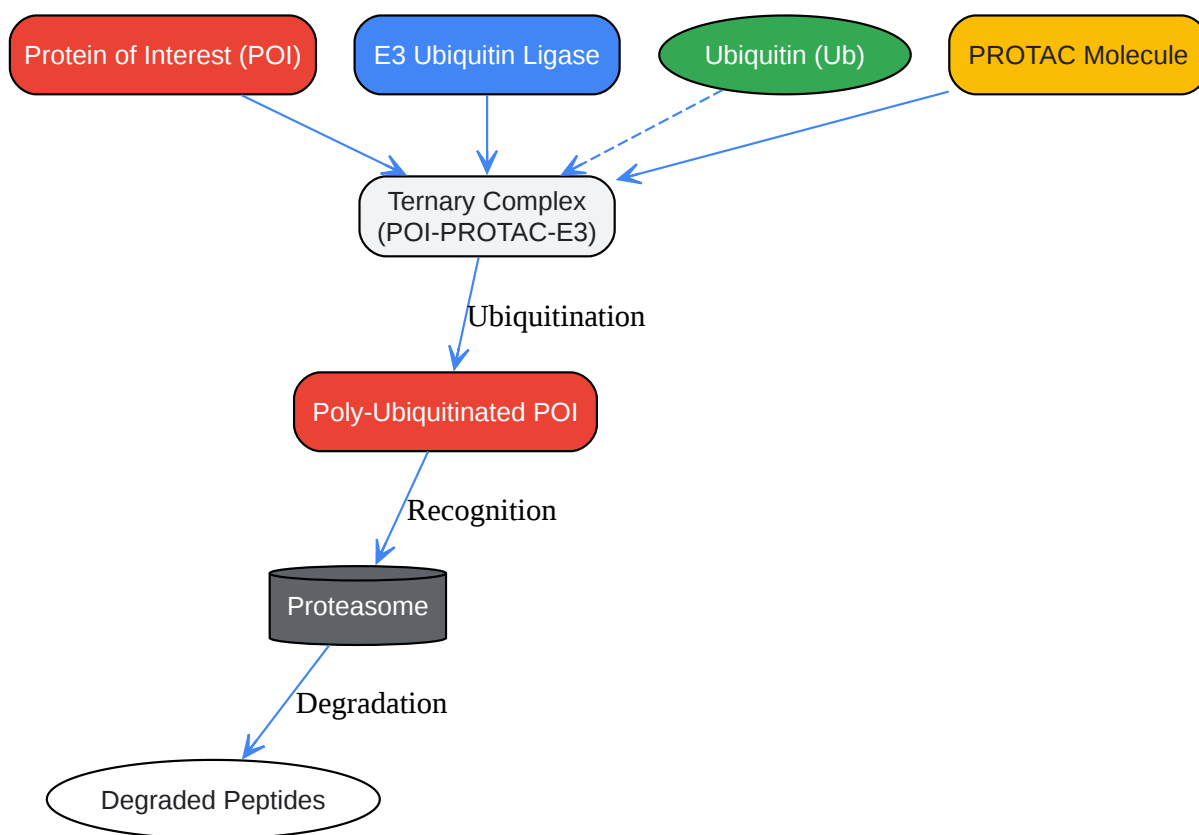 Protein of Interest (POI)
E3 Ubiquitin Ligase
Ubiquitin (Ub)
PROTAC Molecule
Ternary Complex
(POI-PROTAC-E3)
Ubiquitination
Poly-Ubiquitinated POI
Recognition
Proteasome
Degradation
Degraded Peptides